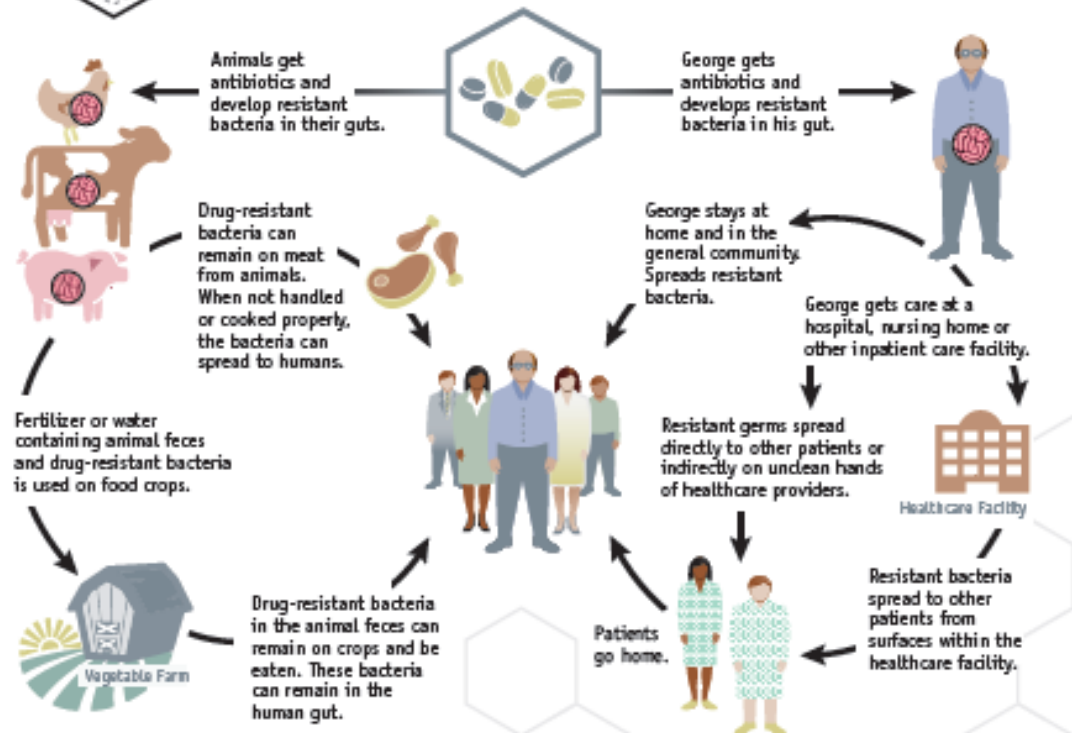 Animals get
antibiotics and
develop resistant
bacteria in their guts.
George gets
antibiotics and
develops resistant
bacteria in his gut.
Drug-resistant
bacteria can
remain on meat
from animals.
When not handled
or cooked properly,
the bacteria can
spread to humans.
George stays at
home and in the
general community.
Spreads resistant
bacteria.
George gets care at a
hospital, nursing home or
other inpatient care facility.
Fertilizer or water
containing animal feces
and drug-resistant bacteria
is used on food crops.
Resistant germs spread
directly to other patients or
indirectly on unclean hands
of healthcare providers.
Healthcare Facility
Vegetable Farm
Drug-resistant bacteria
in the animal feces can
remain on crops and be
eaten. These bacteria
can remain in the
human gut.
Patients
go home.
Resistant bacteria
spread to other
patients from
surfaces within the
healthcare facility.